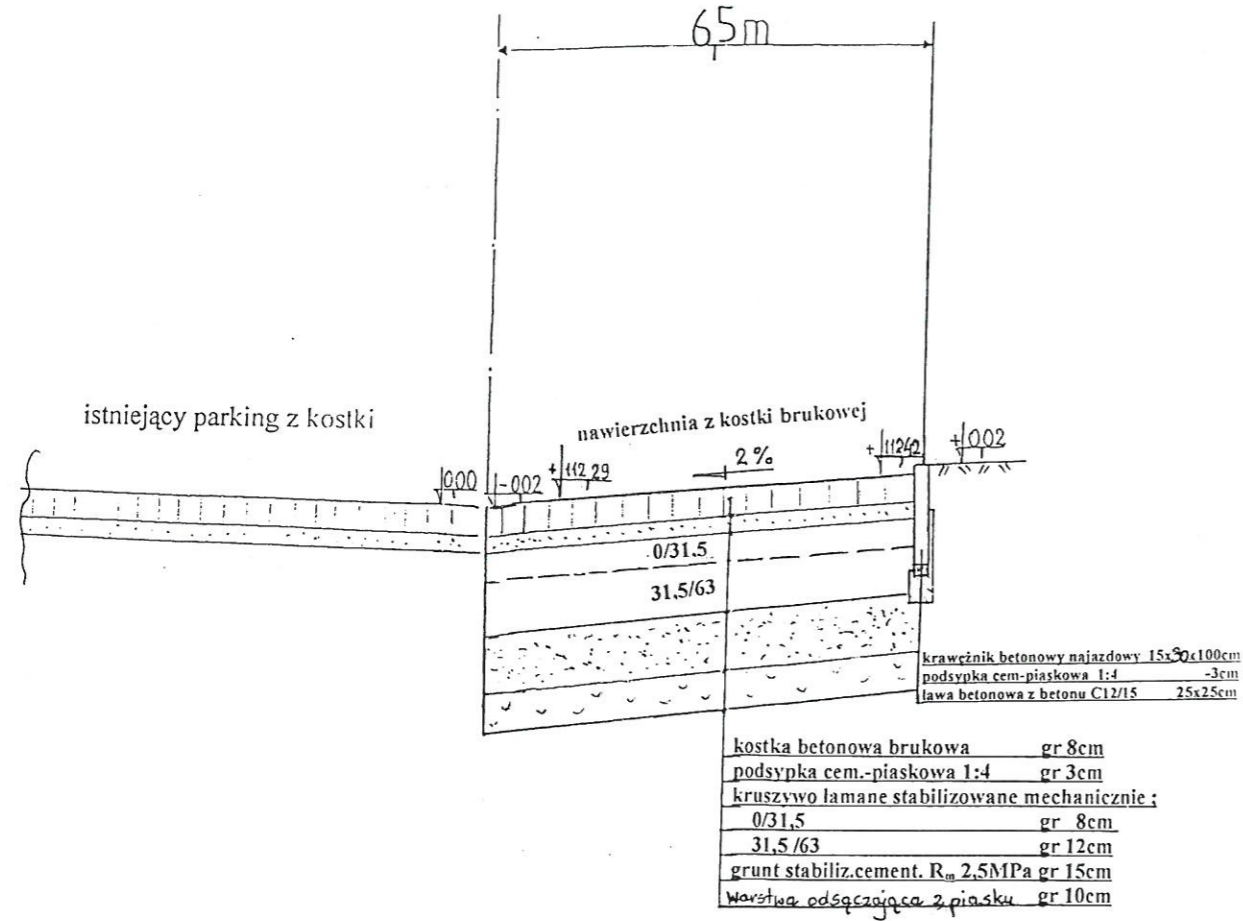 6,5m
istniejący parking z kostki
nawierzchnia z kostki brukowej
0,00
-0,02
+112,29
2%
+112,42
+0,02
0/31.5
31,5/63
krawężnik betonowy najazdowy 15x30x100cm
podsypka cem-piaskowa 1:4 -3cm
ława betonowa z betonu C12/15 25x25cm
kostka betonowa brukowa gr 8cm
podsypka cem.-piaskowa 1:4 gr 3cm
kruszywo łamane stabilizowane mechanicznie ;
0/31,5 gr 8cm
31,5 /63 gr 12cm
grunt stabiliz.cement. Rm 2,5MPa gr 15cm
warstwa odsączająca z piasku gr 10cm